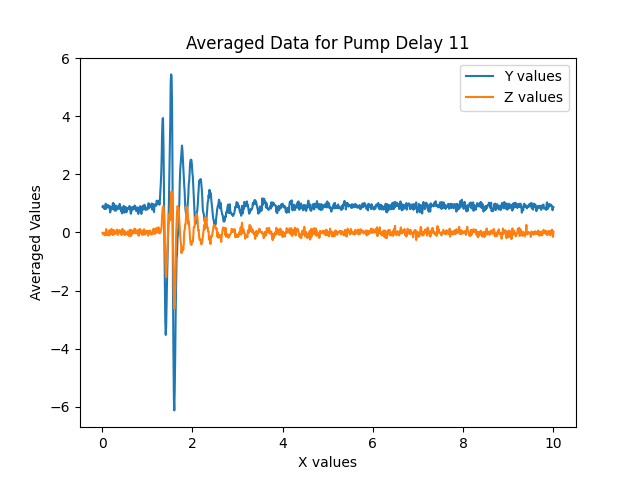 Averaged Data for Pump Delay 11
Y values
Z values
Averaged Values
6
4
2
0
−2
−4
−6
0 2 4 6 8 10
X values